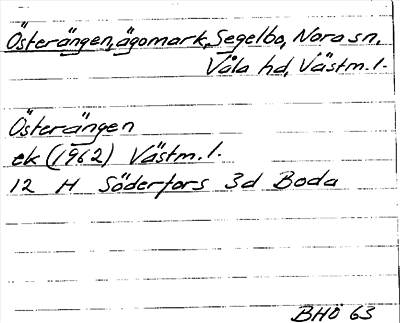 Österängen, ägomark, Segelbo, Nora sn,
Våla hd, Västm. l.
Österängen
ek (1962) Västm. l.
12 H Söderfors 3d Boda
BHÖ 63